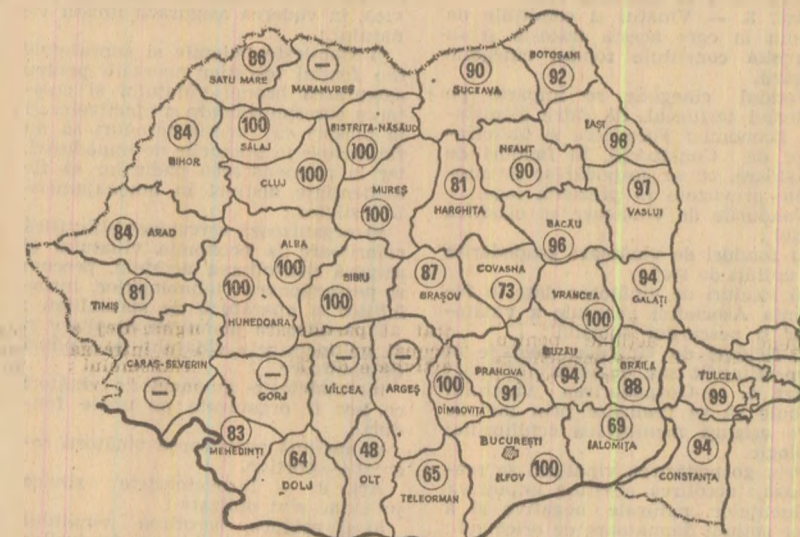 86
SATU MARE
—
MARAMUREȘ
90
SUCEAVA
BOTOȘANI
92
84
BIHOR
100
SĂLAJ
BISTRIȚA-NĂSĂUD
100
CLUJ
100
MUREȘ
100
81
HARGHITA
NEAMȚ
90
IAȘI
96
97
VASLUI
BACĂU
96
84
ARAD
81
TIMIȘ
ALBA
100
100
HUNEDOARA
SIBIU
100
87
BRAȘOV
COVASNA
73
VRANCEA
100
94
GALAȚI
CARAȘ-SEVERIN
—
—
GORJ
—
VÎLCEA
—
ARGEȘ
100
DÎMBOVIȚA
PRAHOVA
91
BUZĂU
94
BRĂILA
88
TULCEA
99
83
MEHEDINȚI
64
DOLJ
48
OLT
65
TELEORMAN
BUCUREȘTI
ILFOV
100
69
IALOMIȚA
94
CONSTANȚA